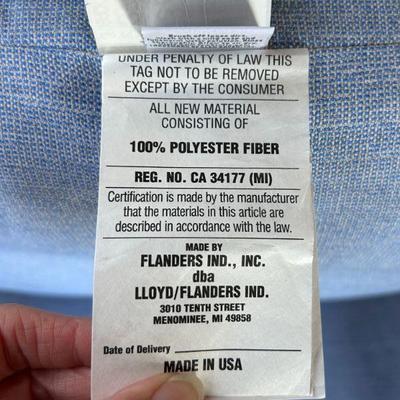 UNDER PENALTY OF LAW THIS
TAG NOT TO BE REMOVED
EXCEPT BY THE CONSUMER
ALL NEW MATERIAL
CONSISTING OF
100% POLYESTER FIBER
REG. NO. CA 34177 (MI)
Certification is made by the manufacturer
that the materials in this article are
described in accordance with the law.
MADE BY
FLANDERS IND., INC.
dba
LLOYD/FLANDERS IND.
3010 TENTH STREET
MENOMINEE, MI 49858
Date of Delivery
MADE IN USA